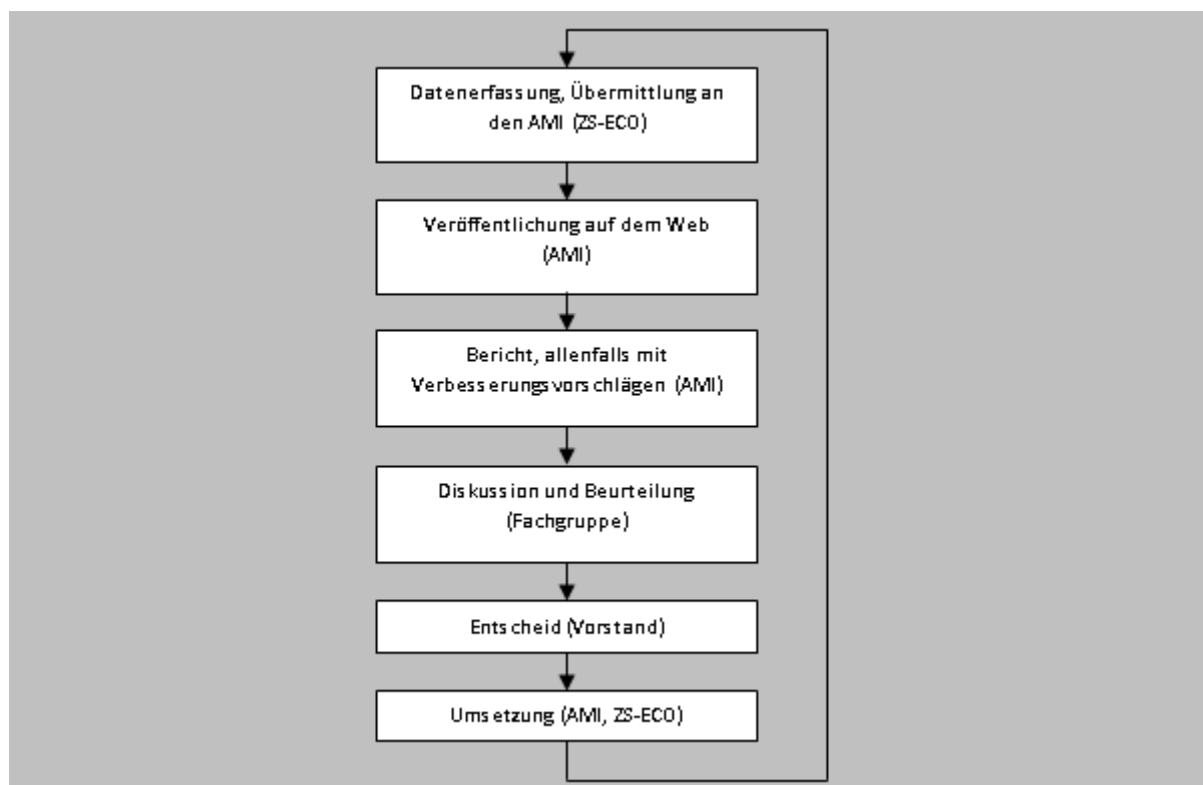 Datenerfassung, Übermittlung an
den AMI (ZS-ECO)
Veröffentlichung auf dem Web
(AMI)
Bericht, allenfalls mit
Verbesserungsvorschlägen (AMI)
Diskussion und Beurteilung
(Fachgruppe)
Entscheid (Vorstand)
Umsetzung (AMI, ZS-ECO)